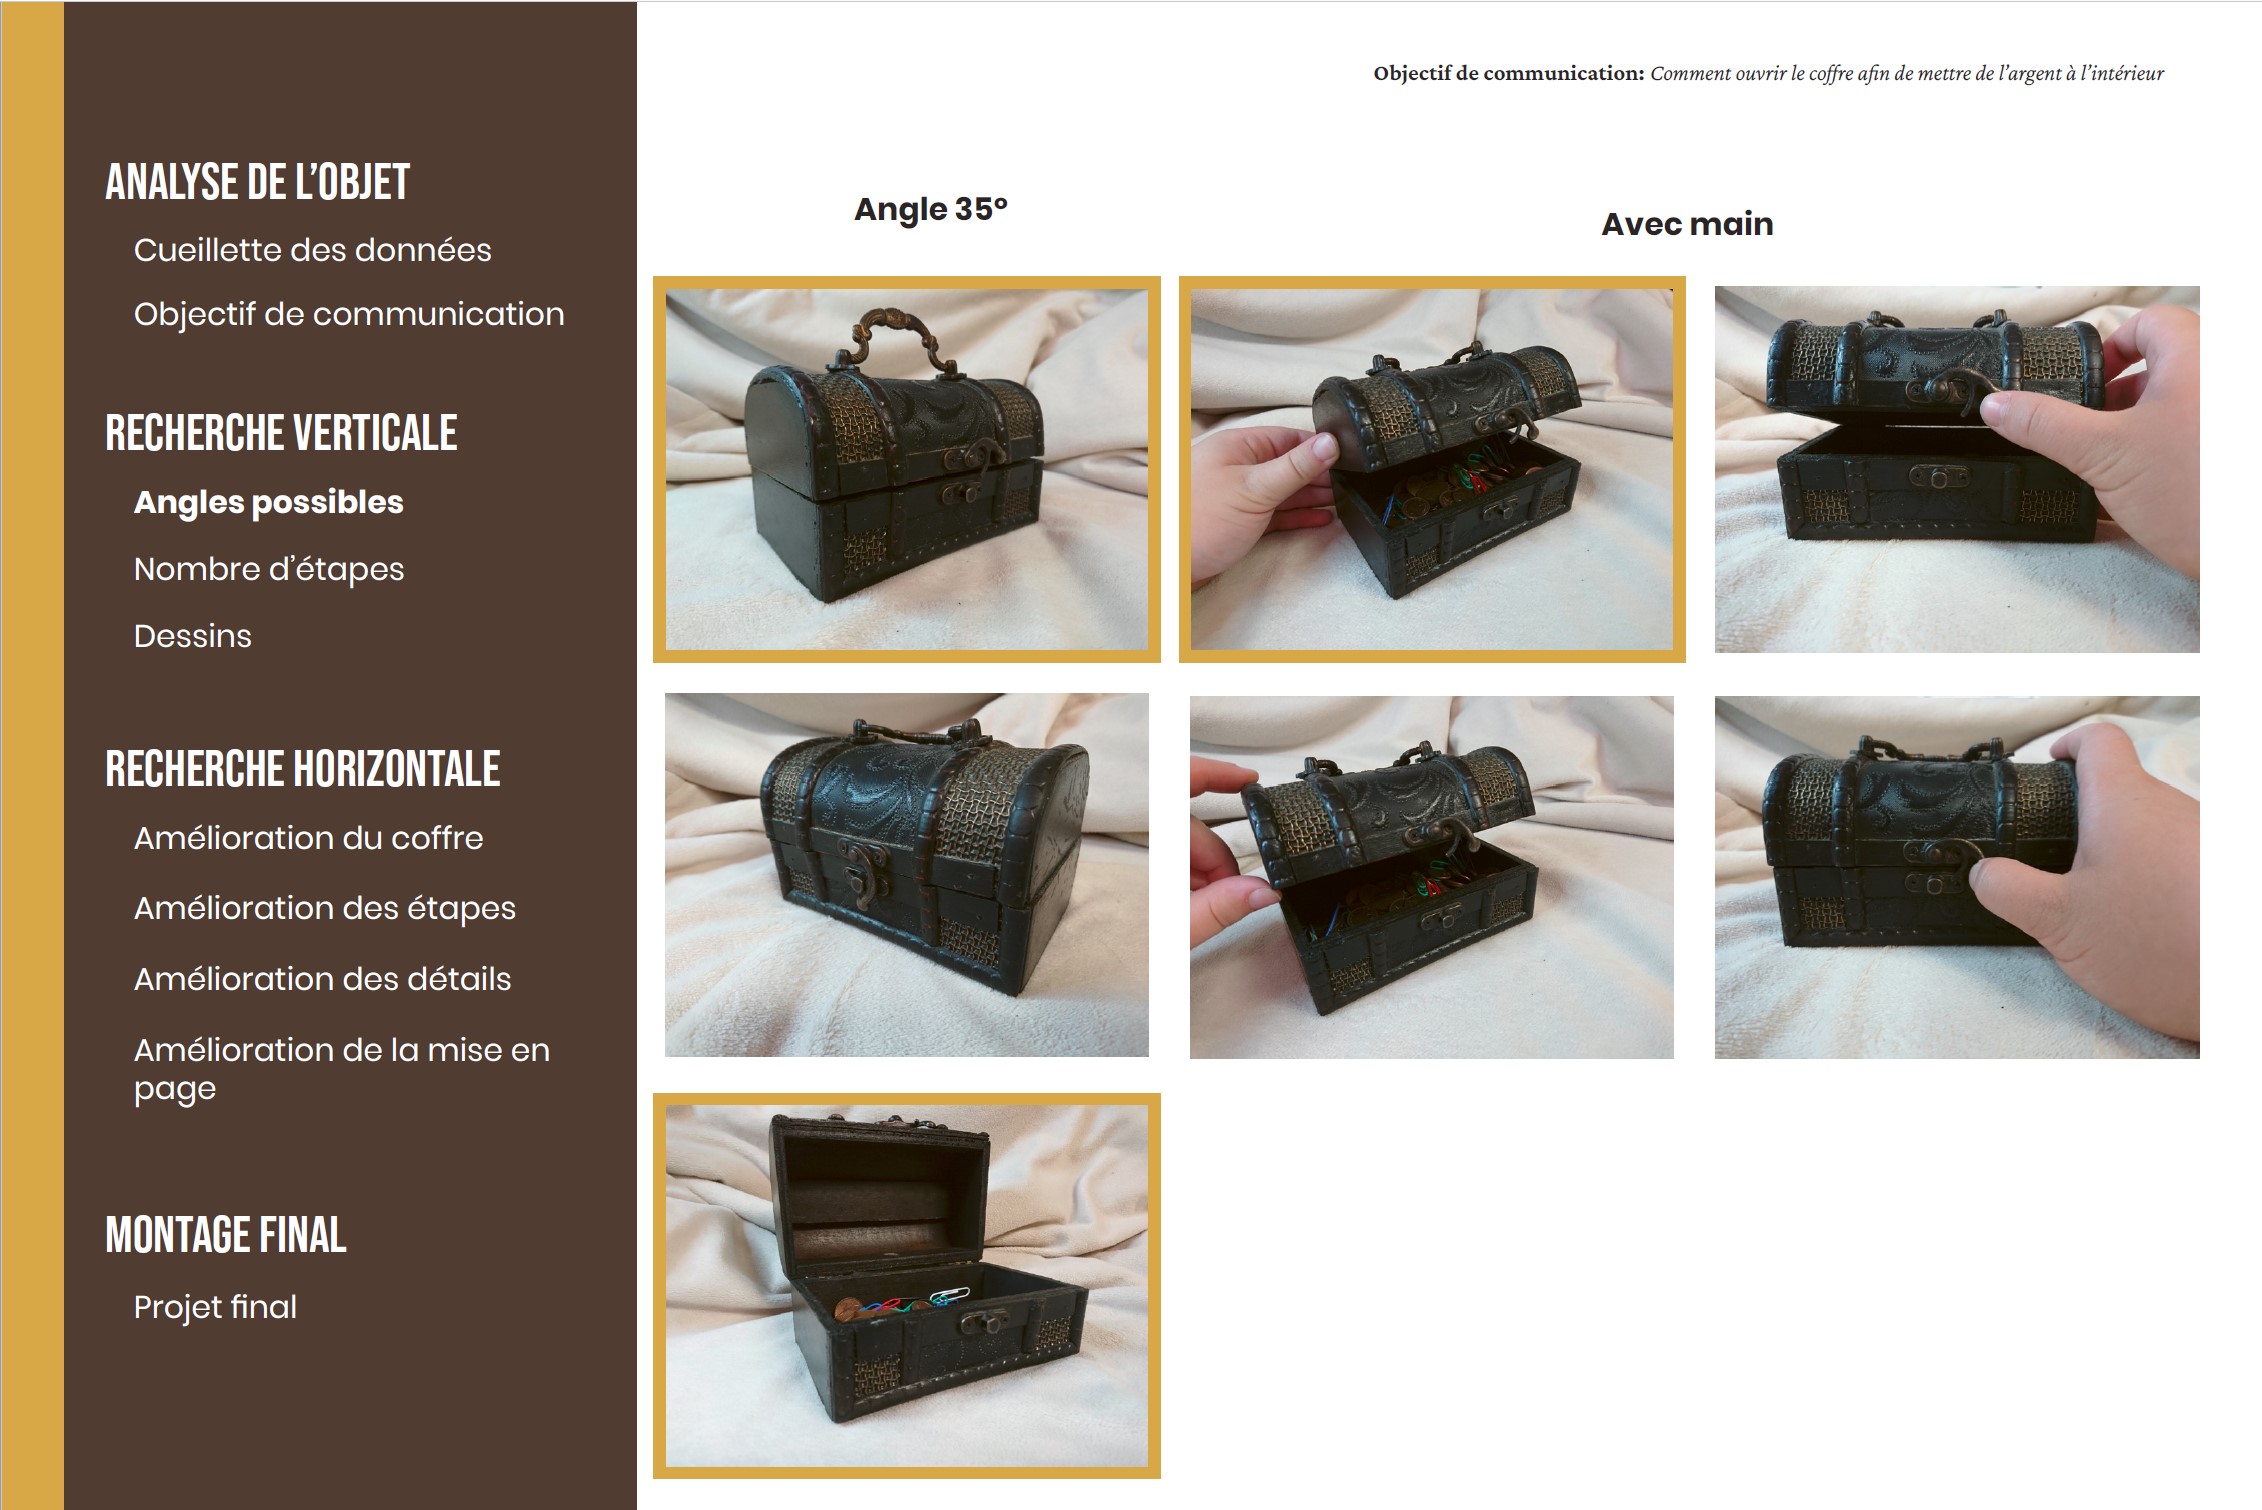 Objectif de communication: Comment ouvrir le coffre afin de mettre de l’argent à l’intérieur
ANALYSE DE L’OBJET
Cueillette des données
Objectif de communication
RECHERCHE VERTICALE
Angles possibles
Nombre d’étapes
Dessins
RECHERCHE HORIZONTALE
Amélioration du coffre
Amélioration des étapes
Amélioration des détails
Amélioration de la mise en
page
MONTAGE FINAL
Projet final
Angle 35°
Avec main